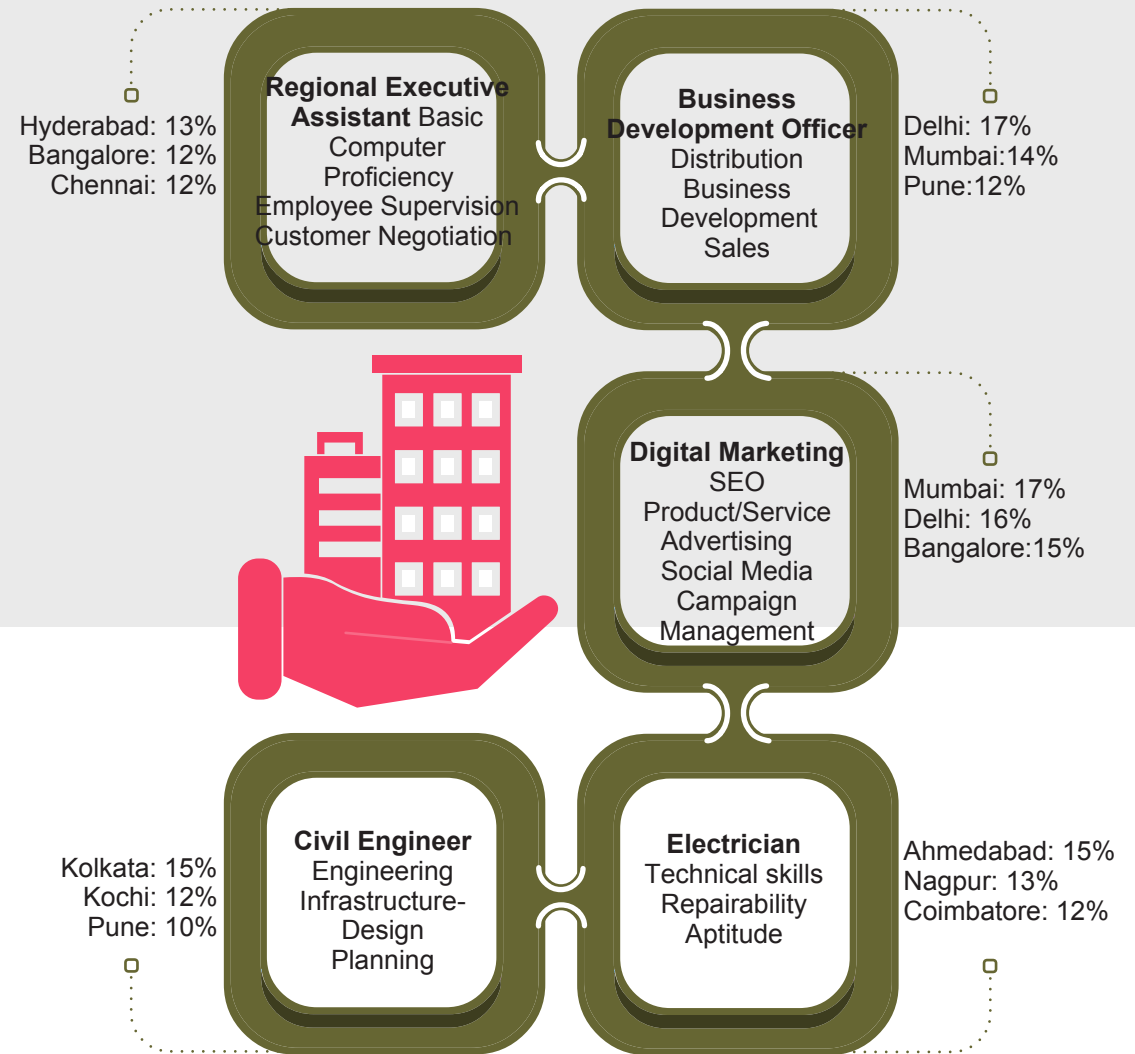 Hyderabad: 13%
Bangalore: 12%
Chennai: 12%
Regional Executive
Assistant Basic
Computer
Proficiency
Employee Supervision
Customer Negotiation
Business
Development Officer
Distribution
Business
Development
Sales
Delhi: 17%
Mumbai:14%
Pune:12%
Digital Marketing
SEO
Product/Service
Advertising
Social Media
Campaign
Management
Mumbai: 17%
Delhi: 16%
Bangalore:15%
Kolkata: 15%
Kochi: 12%
Pune: 10%
Civil Engineer
Engineering
Infrastructure-
Design
Planning
Electrician
Technical skills
Repairability
Aptitude
Ahmedabad: 15%
Nagpur: 13%
Coimbatore: 12%